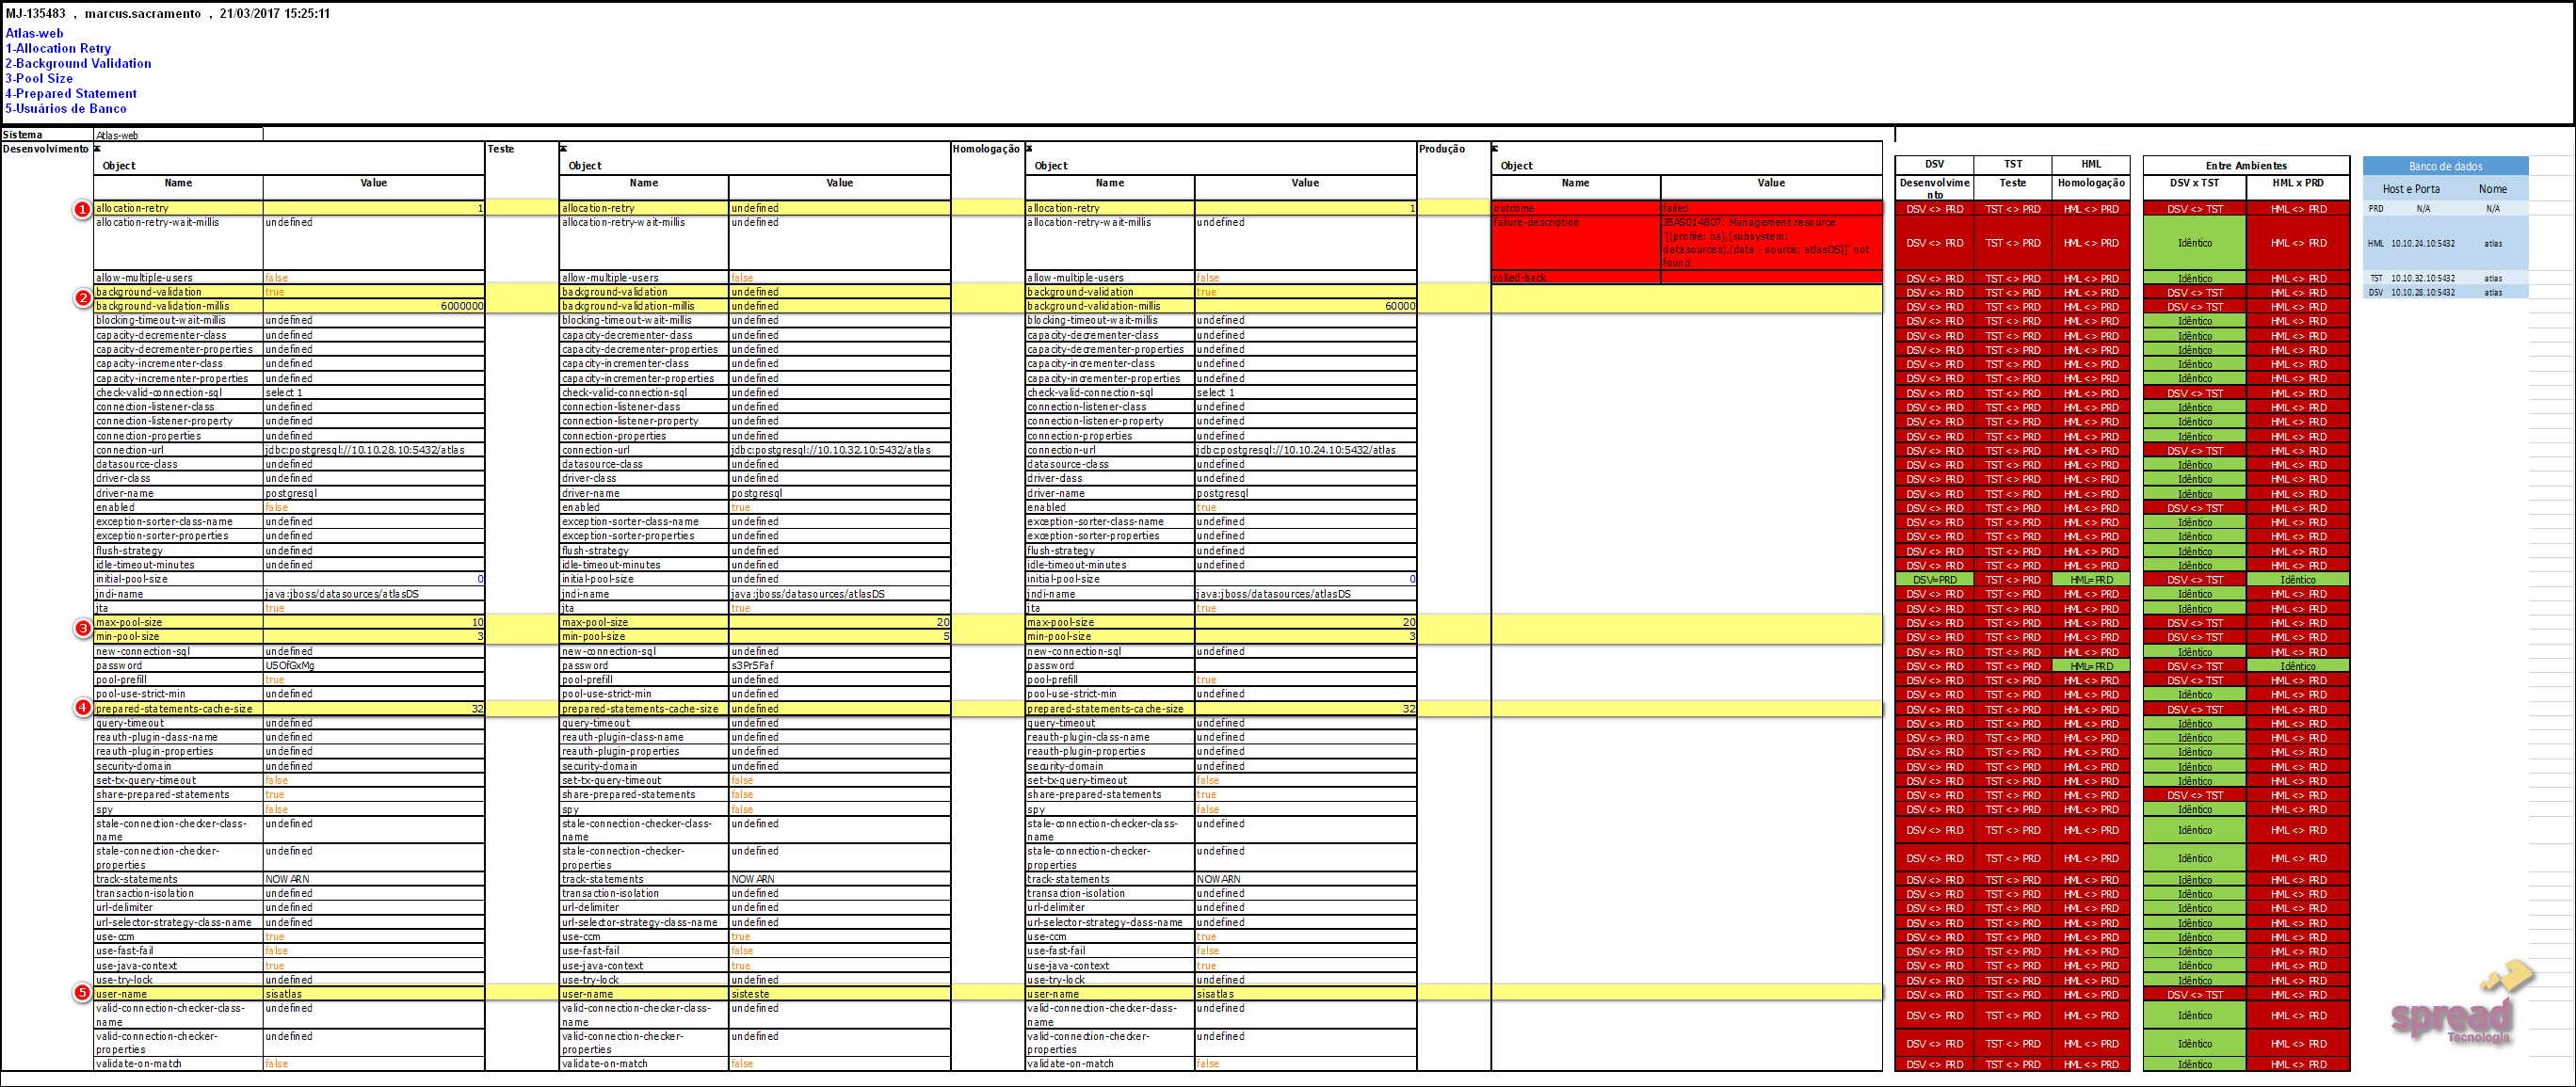 MJ-135483 , marcus.sacramento , 21/03/2017 15:25:11
Atlas-web
1-Allocation Retry
2-Background Validation
3-Pool Size
4-Prepared Statement
5-Usuários de Banco
Sistema Atlas-web
Desenvolvimento Teste Homologação Produção
Object Object Object Object DSV TST HML Entre Ambientes Banco de dados
Name Value Name Value Name Value Name Value Desenvolvimento Teste Homologação DSV x TST HML x PRD Host e Porta Nome
1 allocation-retry 1 allocation-retry undefined allocation-retry 1 outcome failed DSV <> PRD TST <> PRD HML <> PRD DSV <> TST HML <> PRD PRD N/A N/A
allocation-retry-wait-millis undefined allocation-retry-wait-millis undefined allocation-retry-wait-millis undefined failure-description JBAS014807: Management resource '[(profile: ha),(subsystem: datasources),(data - source: atlasDS)]' not found DSV <> PRD TST <> PRD HML <> PRD Idêntico HML <> PRD HML 10.10.24.10:5432 atlas
allow-multiple-users false allow-multiple-users false allow-multiple-users false rolled-back DSV <> PRD TST <> PRD HML <> PRD Idêntico HML <> PRD TST 10.10.32.10:5432 atlas
2 background-validation true background-validation undefined background-validation true DSV <> PRD TST <> PRD HML <> PRD DSV <> TST HML <> PRD DSV 10.10.28.10:5432 atlas
background-validation-millis 6000000 background-validation-millis undefined background-validation-millis 60000 DSV <> PRD TST <> PRD HML <> PRD DSV <> TST HML <> PRD
blocking-timeout-wait-millis undefined blocking-timeout-wait-millis undefined blocking-timeout-wait-millis undefined DSV <> PRD TST <> PRD HML <> PRD Idêntico HML <> PRD
capacity-decrementer-class undefined capacity-decrementer-class undefined capacity-decrementer-class undefined DSV <> PRD TST <> PRD HML <> PRD Idêntico HML <> PRD
capacity-decrementer-properties undefined capacity-decrementer-properties undefined capacity-decrementer-properties undefined DSV <> PRD TST <> PRD HML <> PRD Idêntico HML <> PRD
capacity-incrementer-class undefined capacity-incrementer-class undefined capacity-incrementer-class undefined DSV <> PRD TST <> PRD HML <> PRD Idêntico HML <> PRD
capacity-incrementer-properties undefined capacity-incrementer-properties undefined capacity-incrementer-properties undefined DSV <> PRD TST <> PRD HML <> PRD Idêntico HML <> PRD
check-valid-connection-sql select 1 check-valid-connection-sql undefined check-valid-connection-sql select 1 DSV <> PRD TST <> PRD HML <> PRD DSV <> TST HML <> PRD
connection-listener-class undefined connection-listener-class undefined connection-listener-class undefined DSV <> PRD TST <> PRD HML <> PRD Idêntico HML <> PRD
connection-listener-property undefined connection-listener-property undefined connection-listener-property undefined DSV <> PRD TST <> PRD HML <> PRD Idêntico HML <> PRD
connection-properties undefined connection-properties undefined connection-properties undefined DSV <> PRD TST <> PRD HML <> PRD Idêntico HML <> PRD
connection-url jdbc:postgresql://10.10.28.10:5432/atlas connection-url jdbc:postgresql://10.10.32.10:5432/atlas connection-url jdbc:postgresql://10.10.24.10:5432/atlas DSV <> PRD TST <> PRD HML <> PRD DSV <> TST HML <> PRD
datasource-class undefined datasource-class undefined datasource-class undefined DSV <> PRD TST <> PRD HML <> PRD Idêntico HML <> PRD
driver-class undefined driver-class undefined driver-class undefined DSV <> PRD TST <> PRD HML <> PRD Idêntico HML <> PRD
driver-name postgresql driver-name postgresql driver-name postgresql DSV <> PRD TST <> PRD HML <> PRD Idêntico HML <> PRD
enabled false enabled true enabled true DSV <> PRD TST <> PRD HML <> PRD DSV <> TST HML <> PRD
exception-sorter-class-name undefined exception-sorter-class-name undefined exception-sorter-class-name undefined DSV <> PRD TST <> PRD HML <> PRD Idêntico HML <> PRD
exception-sorter-properties undefined exception-sorter-properties undefined exception-sorter-properties undefined DSV <> PRD TST <> PRD HML <> PRD Idêntico HML <> PRD
flush-strategy undefined flush-strategy undefined flush-strategy undefined DSV <> PRD TST <> PRD HML <> PRD Idêntico HML <> PRD
idle-timeout-minutes undefined idle-timeout-minutes undefined idle-timeout-minutes undefined DSV <> PRD TST <> PRD HML <> PRD Idêntico HML <> PRD
initial-pool-size 0 initial-pool-size undefined initial-pool-size 0 DSV=PRD TST <> PRD HML=PRD DSV <> TST Idêntico
jndi-name java:jboss/datasources/atlasDS jndi-name java:jboss/datasources/atlasDS jndi-name java:jboss/datasources/atlasDS DSV <> PRD TST <> PRD HML <> PRD Idêntico HML <> PRD
jta true jta true jta true DSV <> PRD TST <> PRD HML <> PRD Idêntico HML <> PRD
3 max-pool-size 10 max-pool-size 20 max-pool-size 20 DSV <> PRD TST <> PRD HML <> PRD DSV <> TST HML <> PRD
min-pool-size 3 min-pool-size 5 min-pool-size 3 DSV <> PRD TST <> PRD HML <> PRD DSV <> TST HML <> PRD
new-connection-sql undefined new-connection-sql undefined new-connection-sql undefined DSV <> PRD TST <> PRD HML <> PRD Idêntico HML <> PRD
password U5OfGxMg password s3Pr5Faf password DSV <> PRD TST <> PRD HML=PRD DSV <> TST Idêntico
pool-prefill true pool-prefill undefined pool-prefill true DSV <> PRD TST <> PRD HML <> PRD DSV <> TST HML <> PRD
pool-use-strict-min undefined pool-use-strict-min undefined pool-use-strict-min undefined DSV <> PRD TST <> PRD HML <> PRD Idêntico HML <> PRD
4 prepared-statements-cache-size 32 prepared-statements-cache-size undefined prepared-statements-cache-size 32 DSV <> PRD TST <> PRD HML <> PRD DSV <> TST HML <> PRD
query-timeout undefined query-timeout undefined query-timeout undefined DSV <> PRD TST <> PRD HML <> PRD Idêntico HML <> PRD
reauth-plugin-class-name undefined reauth-plugin-class-name undefined reauth-plugin-class-name undefined DSV <> PRD TST <> PRD HML <> PRD Idêntico HML <> PRD
reauth-plugin-properties undefined reauth-plugin-properties undefined reauth-plugin-properties undefined DSV <> PRD TST <> PRD HML <> PRD Idêntico HML <> PRD
security-domain undefined security-domain undefined security-domain undefined DSV <> PRD TST <> PRD HML <> PRD Idêntico HML <> PRD
set-tx-query-timeout false set-tx-query-timeout false set-tx-query-timeout false DSV <> PRD TST <> PRD HML <> PRD Idêntico HML <> PRD
share-prepared-statements true share-prepared-statements false share-prepared-statements true DSV <> PRD TST <> PRD HML <> PRD DSV <> TST HML <> PRD
spy false spy false spy false DSV <> PRD TST <> PRD HML <> PRD Idêntico HML <> PRD
stale-connection-checker-class-name undefined stale-connection-checker-class-name undefined stale-connection-checker-class-name undefined DSV <> PRD TST <> PRD HML <> PRD Idêntico HML <> PRD
stale-connection-checker-properties undefined stale-connection-checker-properties undefined stale-connection-checker-properties undefined DSV <> PRD TST <> PRD HML <> PRD Idêntico HML <> PRD
track-statements NOWARN track-statements NOWARN track-statements NOWARN DSV <> PRD TST <> PRD HML <> PRD Idêntico HML <> PRD
transaction-isolation undefined transaction-isolation undefined transaction-isolation undefined DSV <> PRD TST <> PRD HML <> PRD Idêntico HML <> PRD
url-delimiter undefined url-delimiter undefined url-delimiter undefined DSV <> PRD TST <> PRD HML <> PRD Idêntico HML <> PRD
url-selector-strategy-class-name undefined url-selector-strategy-class-name undefined url-selector-strategy-class-name undefined DSV <> PRD TST <> PRD HML <> PRD Idêntico HML <> PRD
use-ccm true use-ccm true use-ccm true DSV <> PRD TST <> PRD HML <> PRD Idêntico HML <> PRD
use-fast-fail false use-fast-fail false use-fast-fail false DSV <> PRD TST <> PRD HML <> PRD Idêntico HML <> PRD
use-java-context true use-java-context true use-java-context true DSV <> PRD TST <> PRD HML <> PRD Idêntico HML <> PRD
use-try-lock undefined use-try-lock undefined use-try-lock undefined DSV <> PRD TST <> PRD HML <> PRD Idêntico HML <> PRD
5 user-name sisatlas user-name sisteste user-name sisatlas DSV <> PRD TST <> PRD HML <> PRD DSV <> TST HML <> PRD
valid-connection-checker-class-name undefined valid-connection-checker-class-name undefined valid-connection-checker-class-name undefined DSV <> PRD TST <> PRD HML <> PRD Idêntico HML <> PRD
valid-connection-checker-properties undefined valid-connection-checker-properties undefined valid-connection-checker-properties undefined DSV <> PRD TST <> PRD HML <> PRD Idêntico HML <> PRD
validate-on-match false validate-on-match false validate-on-match false DSV <> PRD TST <> PRD HML <> PRD Idêntico HML <> PRD
spread
Tecnologia